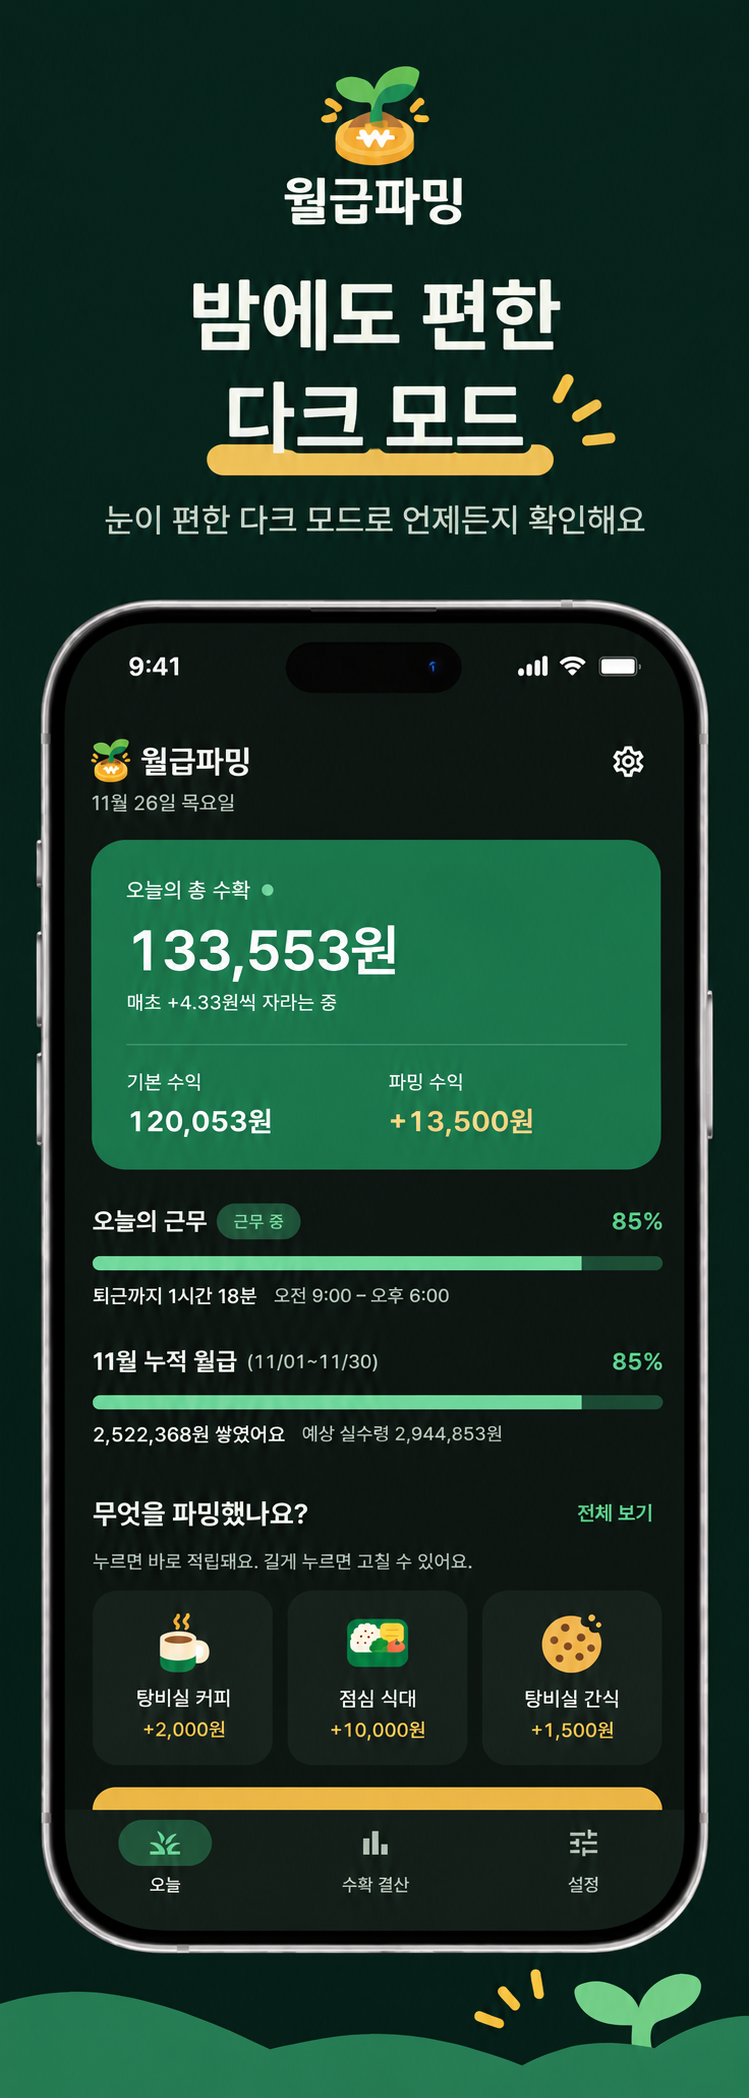 월급파밍
밤에도 편한
다크 모드
눈이 편한 다크 모드로 언제든지 확인해요
9:41
월급파밍
11월 26일 목요일
오늘의 총 수확
133,553원
매초 +4.33원씩 자라는 중
기본 수익 파밍 수익
120,053원 +13,500원
오늘의 근무 근무 중 85%
퇴근까지 1시간 18분 오전 9:00 – 오후 6:00
11월 누적 월급 (11/01~11/30) 85%
2,522,368원 쌓였어요 예상 실수령 2,944,853원
무엇을 파밍했나요? 전체 보기
누르면 바로 적립돼요. 길게 누르면 고칠 수 있어요.
탕비실 커피 점심 식대 탕비실 간식
+2,000원 +10,000원 +1,500원
오늘 수확 결산 설정